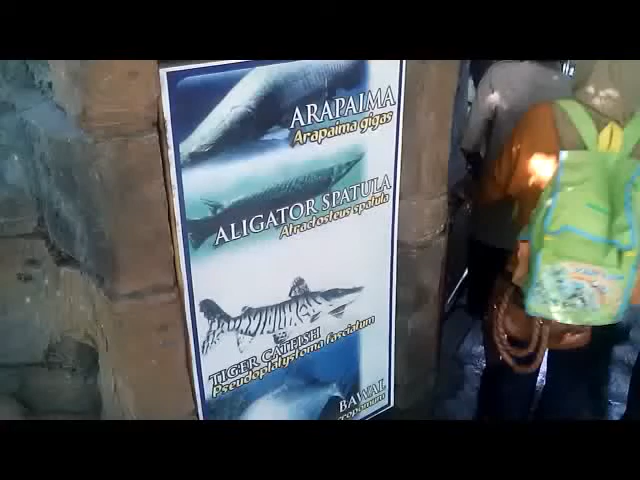 ARAPAIMA
Arapaima gigas
ALIGATOR SPATULA
Atractosteus spatula
TIGER CATFISH
Pseudoplatystoma fasciatum
BAWAL